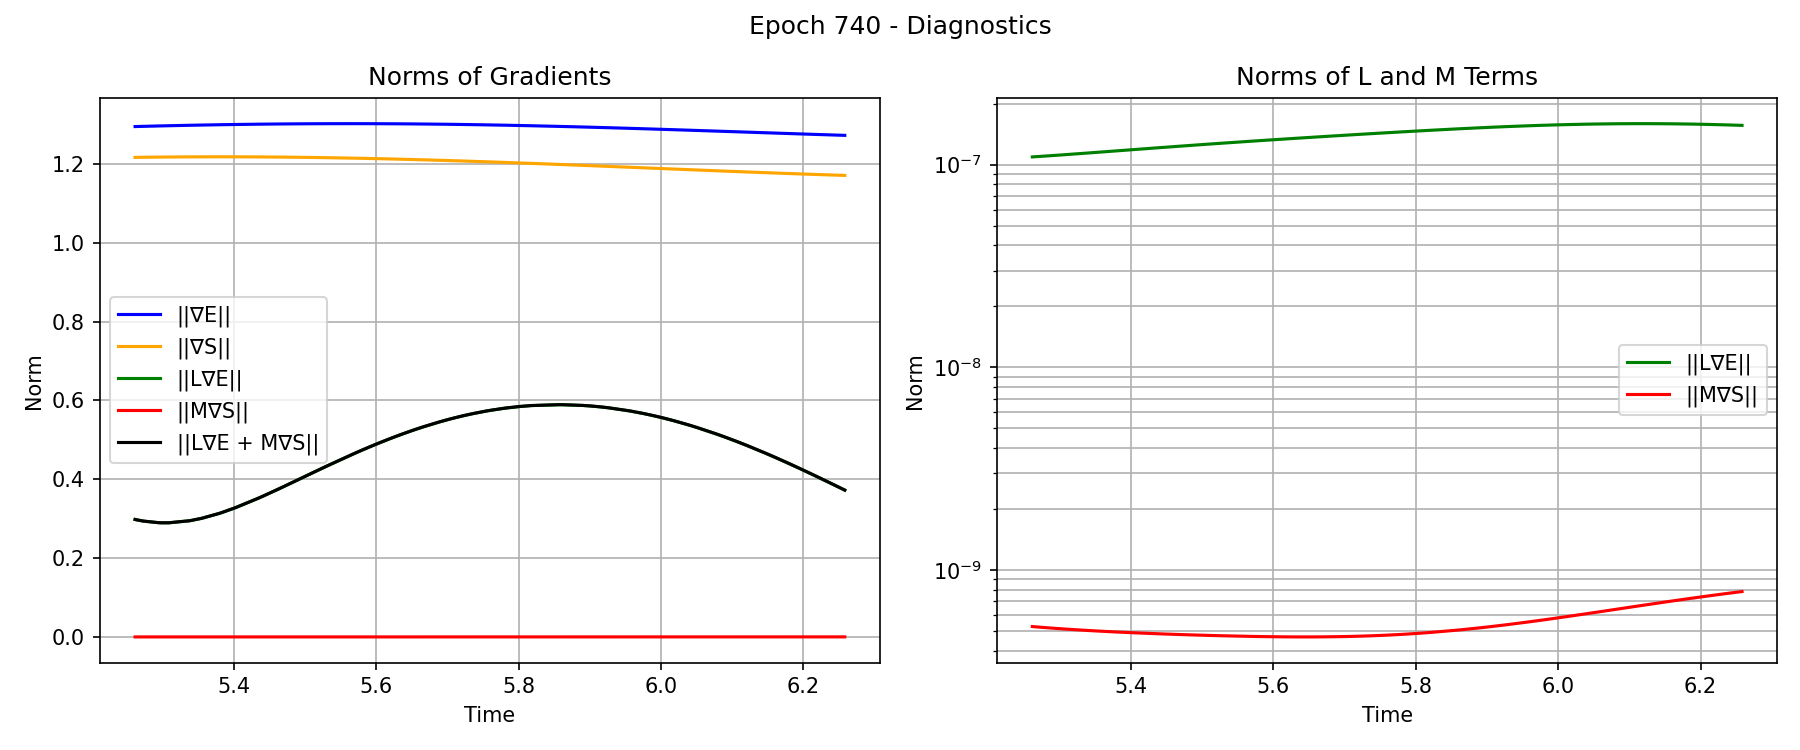 Epoch 740 - Diagnostics
Norms of Gradients
Norm
1.2
1.0
0.8
0.6
0.4
0.2
0.0
||∇E||
||∇S||
||L∇E||
||M∇S||
||L∇E + M∇S||
5.4 5.6 5.8 6.0 6.2
Time
Norms of L and M Terms
Norm
10⁻⁷
10⁻⁸
10⁻⁹
||L∇E||
||M∇S||
5.4 5.6 5.8 6.0 6.2
Time